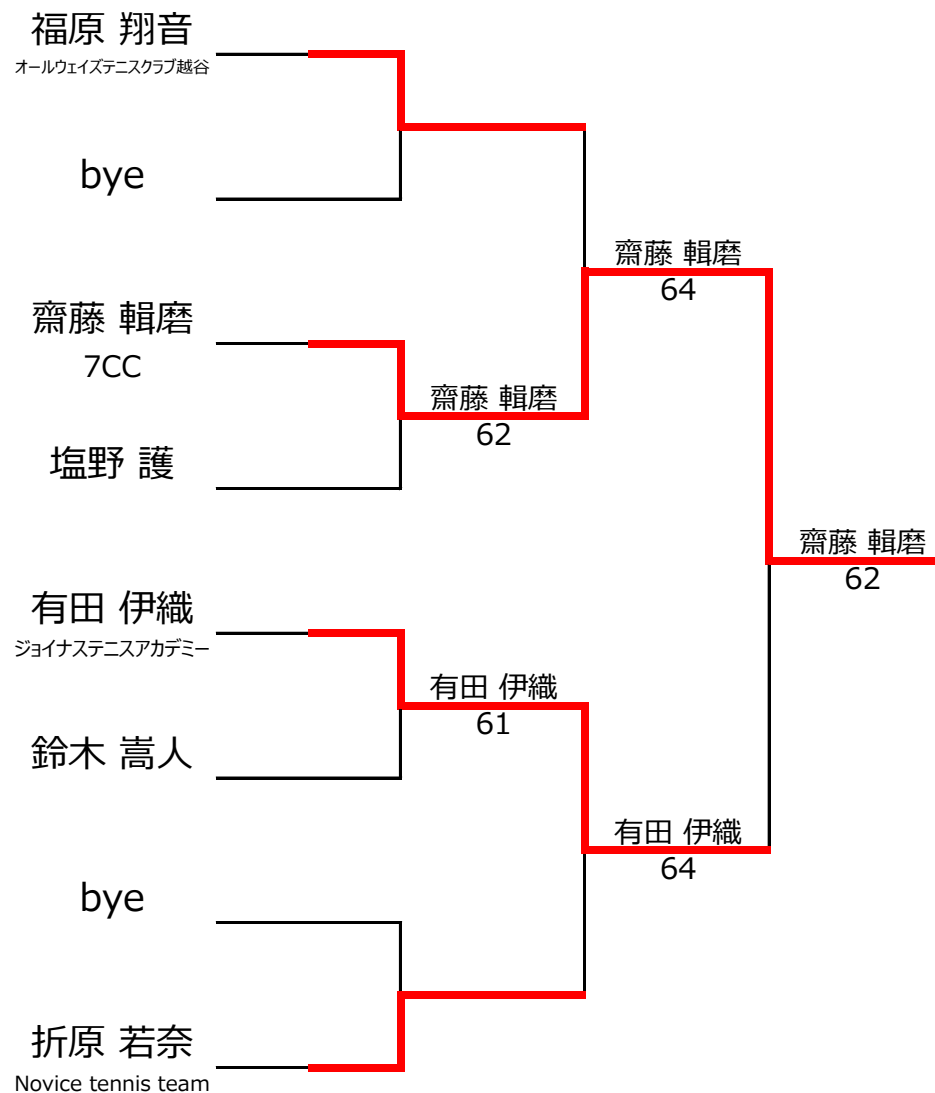 福原 翔音
オールウェイズテニスクラブ越谷
bye
齋藤 輯磨
7CC
塩野 護
有田 伊織
ジョイナステニスアカデミー
鈴木 嵩人
bye
折原 若奈
Novice tennis team
齋藤 輯磨
62
有田 伊織
61
齋藤 輯磨
64
有田 伊織
64
齋藤 輯磨
62